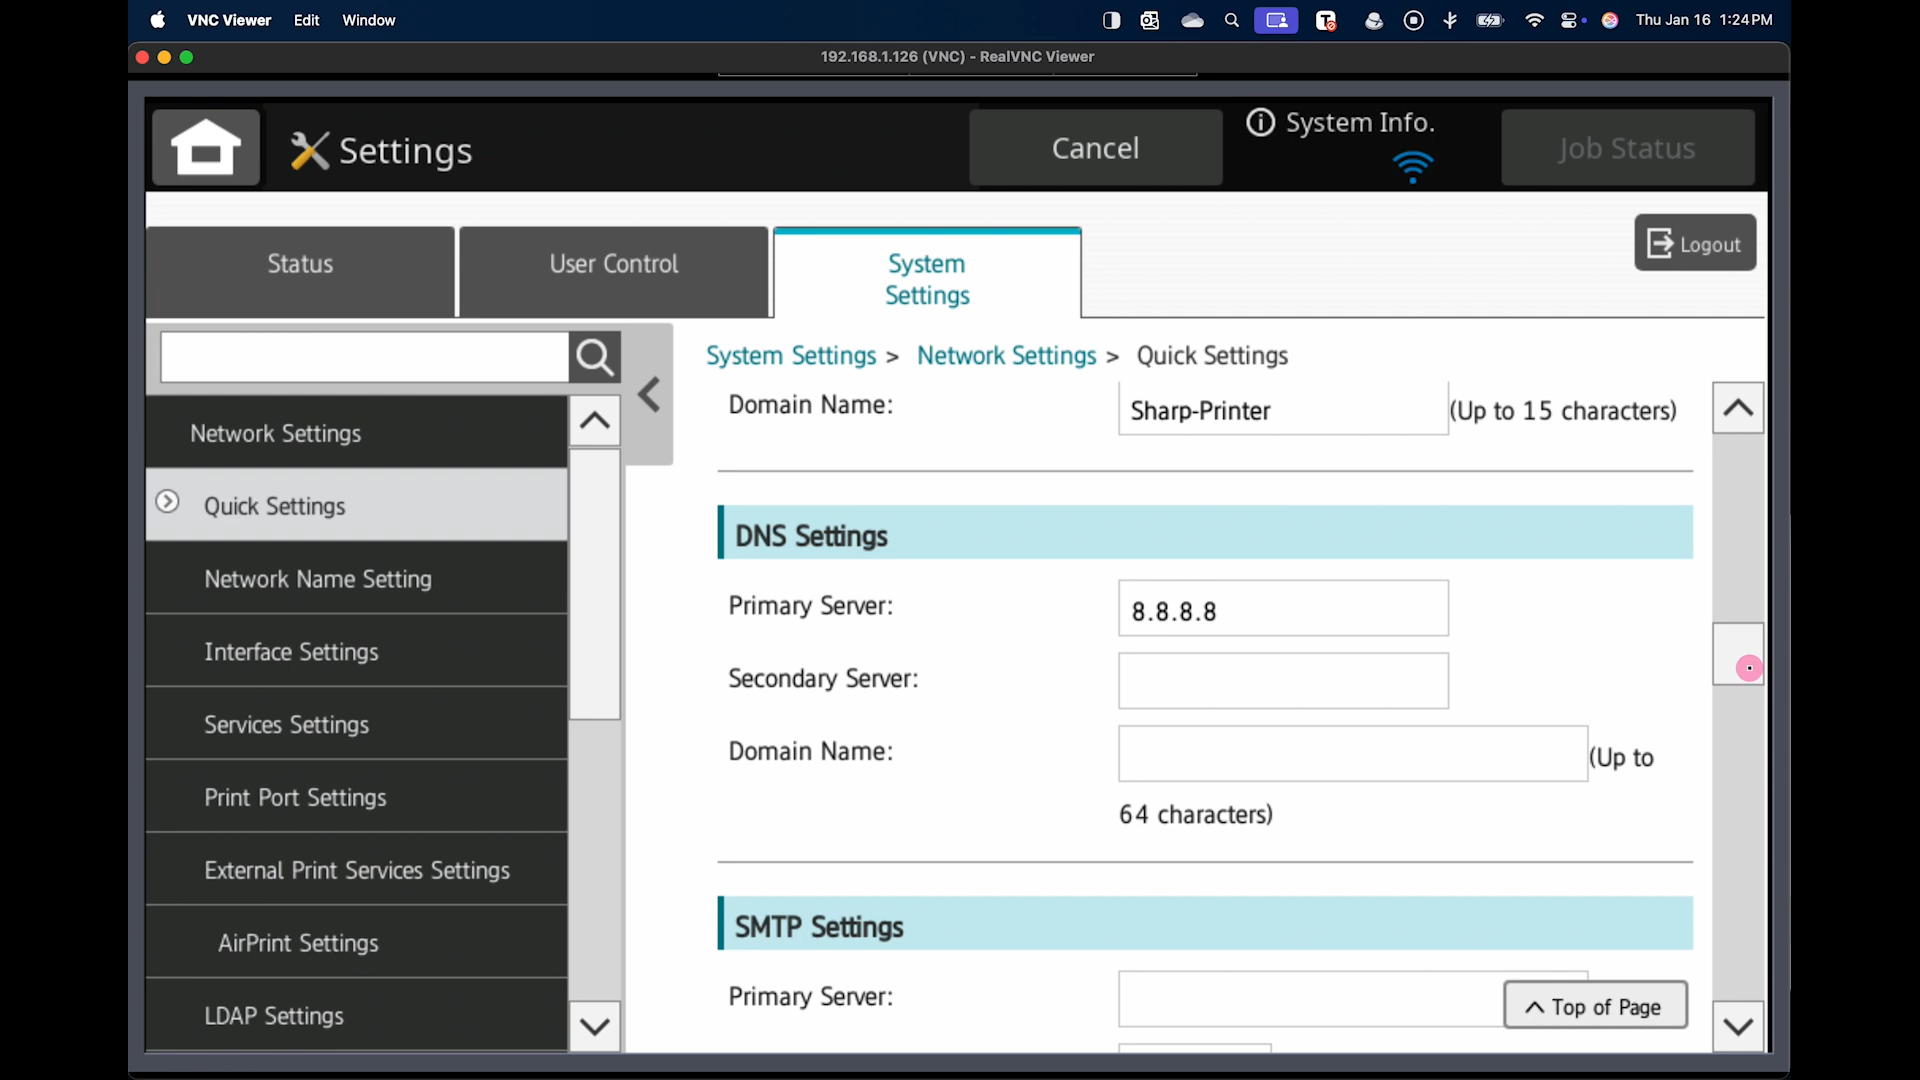 VNC Viewer Edit Window
Thu Jan 16 1:24 PM
192.168.1.126 (VNC) - RealVNC Viewer
Settings
Cancel
System Info.
Job Status
Status
User Control
System
Settings
Logout
System Settings > Network Settings > Quick Settings
Network Settings
Quick Settings
Network Name Setting
Interface Settings
Services Settings
Print Port Settings
External Print Services Settings
AirPrint Settings
LDAP Settings
Domain Name: Sharp-Printer (Up to 15 characters)
DNS Settings
Primary Server: 8.8.8.8
Secondary Server:
Domain Name: (Up to
64 characters)
SMTP Settings
Primary Server:
Top of Page